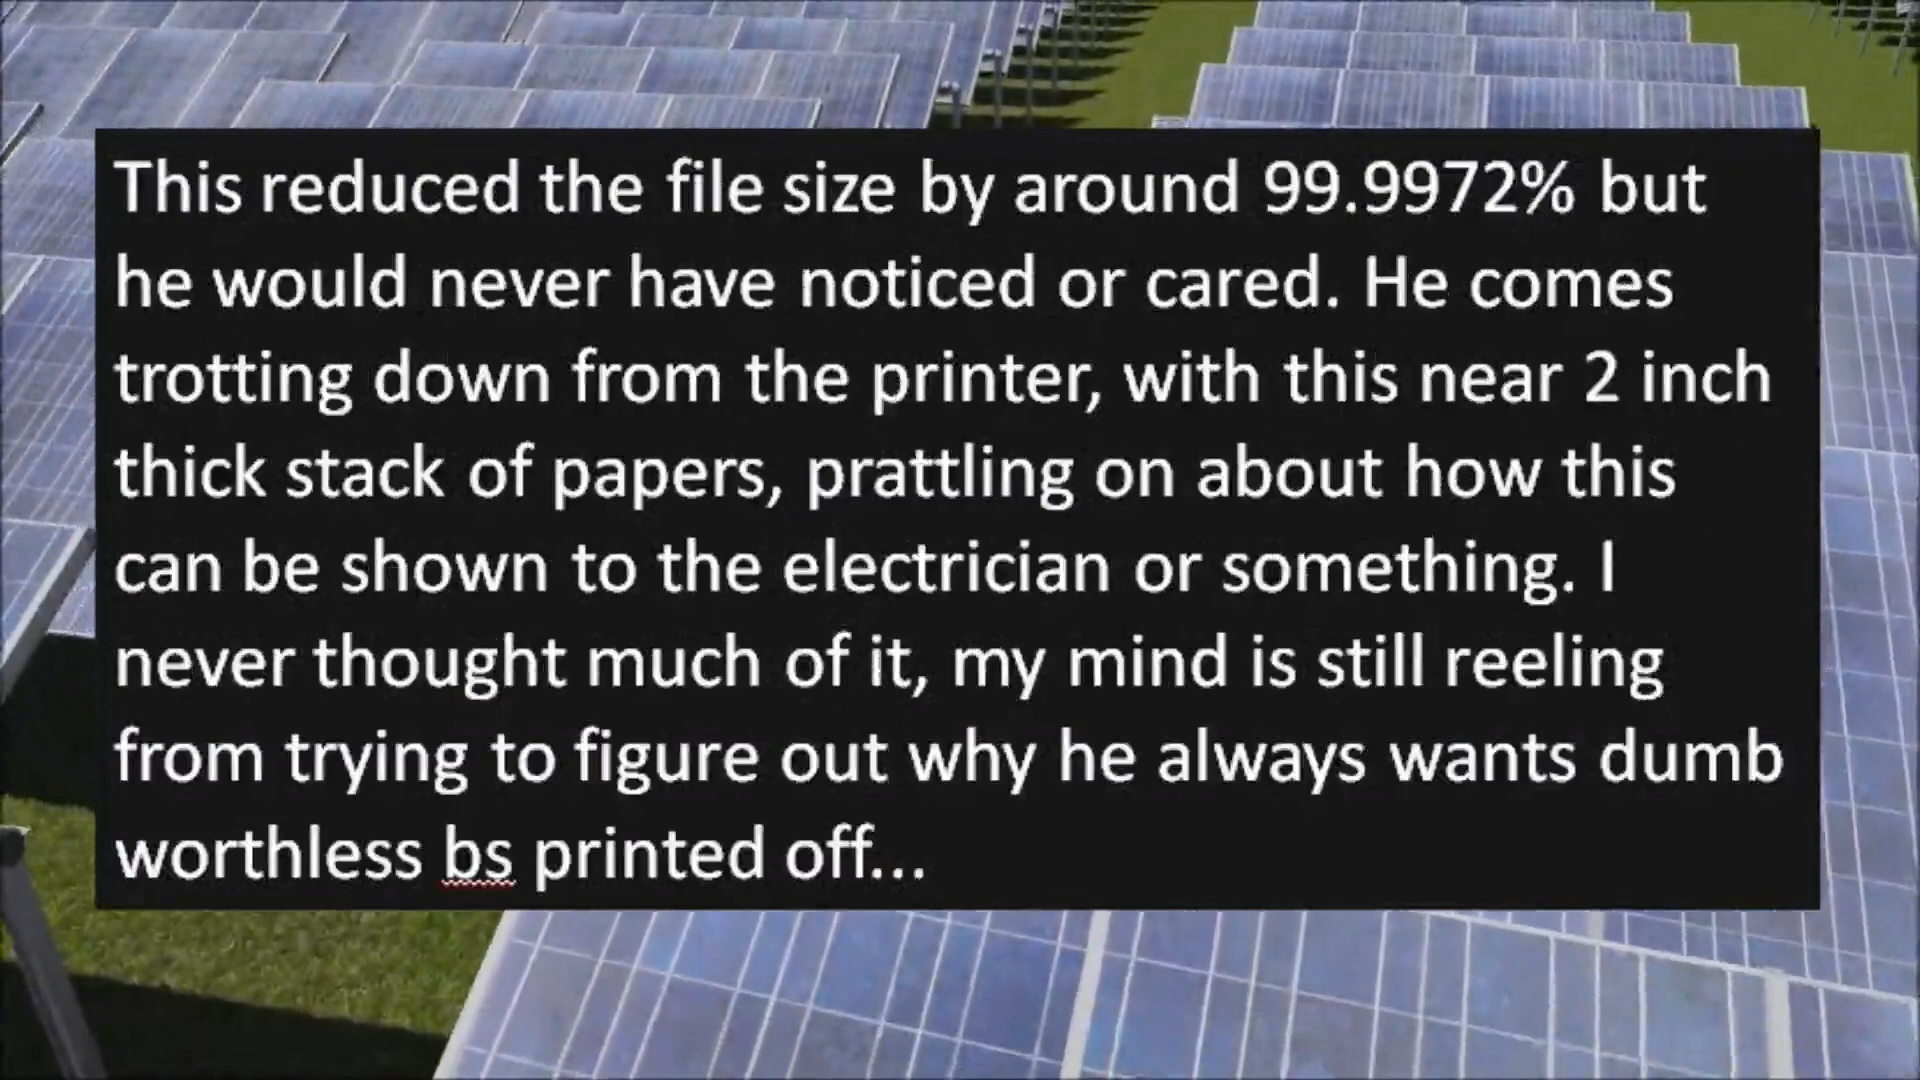 This reduced the file size by around 99.9972% but
he would never have noticed or cared. He comes
trotting down from the printer, with this near 2 inch
thick stack of papers, prattling on about how this
can be shown to the electrician or something. I
never thought much of it, my mind is still reeling
from trying to figure out why he always wants dumb
worthless bs printed off...